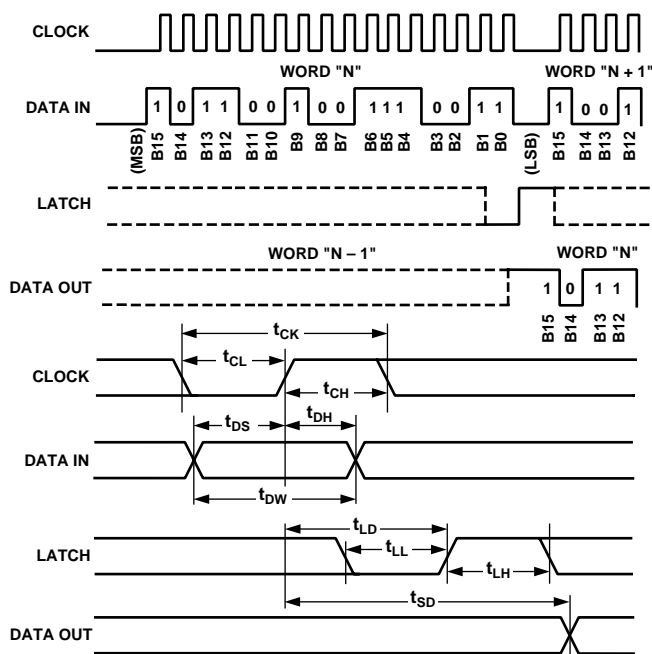 CLOCK
WORD "N" WORD "N + 1"
DATA IN 1 0 1 1 0 0 1 0 0 1 1 1 0 0 1 1 1 0 0 1
(MSB) B15 B14 B13 B12 B11 B10 B9 B8 B7 B6 B5 B4 B3 B2 B1 B0 (LSB) B15 B14 B13 B12
LATCH
WORD "N – 1" WORD "N"
DATA OUT 1 0 1 1
B15 B14 B13 B12
tCK
CLOCK tCL
tCH
tDS tDH
DATA IN
tDW
tLD
LATCH tLL
tLH
tSD
DATA OUT